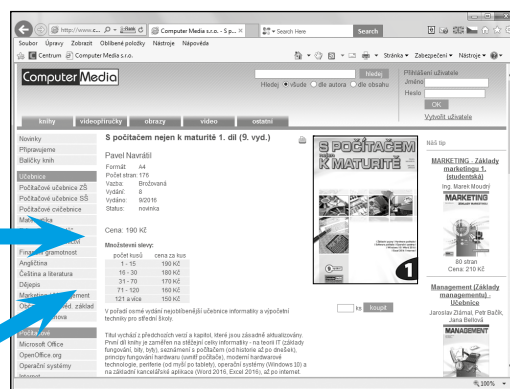 http://www.c...
Computer Media s.r.o. - S p...
Search Here
Search
Soubor Úpravy Zobrazit Oblíbené položky Nástroje Nápověda
Centrum
Computer Media s.r.o.
Stránka Zabezpečení Nástroje
Computer Media
Hledej
Hledej všude dle autora dle obsahu
Přihlášení uživatele
Jméno
Heslo
OK
Vytvořit uživatele
knihy videopříručky obrazy video ostatní
Novinky
Připravujeme
Balíčky knih
Učebnice
Počítačové učebnice ZŠ
Počítačové učebnice SŠ
Počítačové cvičebnice
Matematika
Finanční gramotnost
Angličtina
Čeština a literatura
Dějepis
Počítačové
Microsoft Office
OpenOffice.org
Operační systémy
Internet
S počítačem nejen k maturitě 1. díl (9. vyd.)
Pavel Navrátil
Formát: A4
Počet stran: 176
Vazba: Brožovaná
Vydání: 8
Vydáno: 9/2016
Status: novinka
Cena: 190 Kč
Množstevní slevy:
počet kusů cena za kus
1 - 15 190 Kč
16 - 30 180 Kč
31 - 70 170 Kč
71 - 120 160 Kč
121 a více 150 Kč
V pořadí osmé vydání nejoblíbenější učebnice informatiky a výpočetní
techniky pro střední školy.
Titul vychází z předchozích verzí a kapitol, které jsou zásadně aktualizovány.
První díl knihy je zaměřen na stěžejní celky informatiky - na teorii IT (základy
fungování, bity, byty), seznámení s počítačem (od historie až po dnešek),
principy fungování hardwaru (uvnitř počítače), moderní hardwarové
technologie, periferie (od myši po tablety), operační systémy (Windows 10) a
na základní kancelářské aplikace (Word 2016, Excel 2016), až po internet.
S POČÍTAČEM
NEJEN
K MATURITĚ
1
ks koupit
Náš tip
MARKETING - Základy
marketingu 1.
(studentská)
Ing. Marek Moudrý
MARKETING
80 stran
Cena: 210 Kč
Management (Základy
managementu) -
Učebnice
Jaroslav Zlámal, Petr Bačík,
Jana Bellová
MANAGEMENT
100%